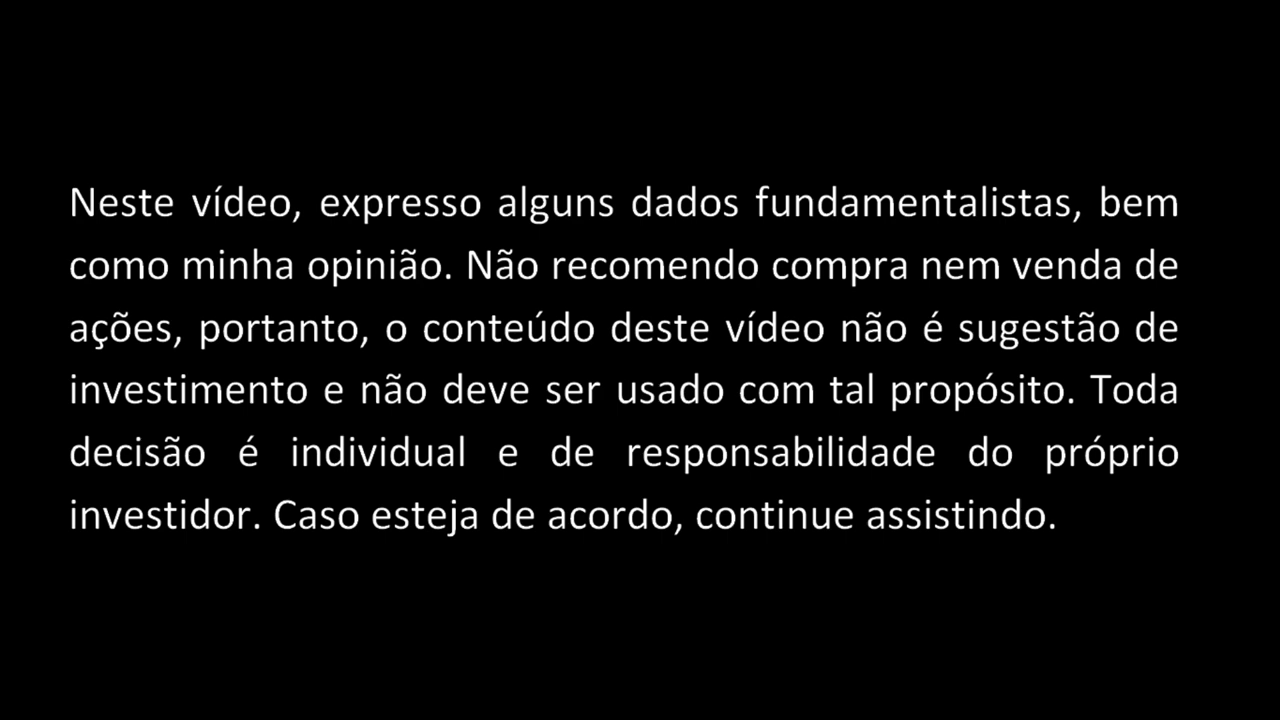 Neste vídeo, expresso alguns dados fundamentalistas, bem
como minha opinião. Não recomendo compra nem venda de
ações, portanto, o conteúdo deste vídeo não é sugestão de
investimento e não deve ser usado com tal propósito. Toda
decisão é individual e de responsabilidade do próprio
investidor. Caso esteja de acordo, continue assistindo.